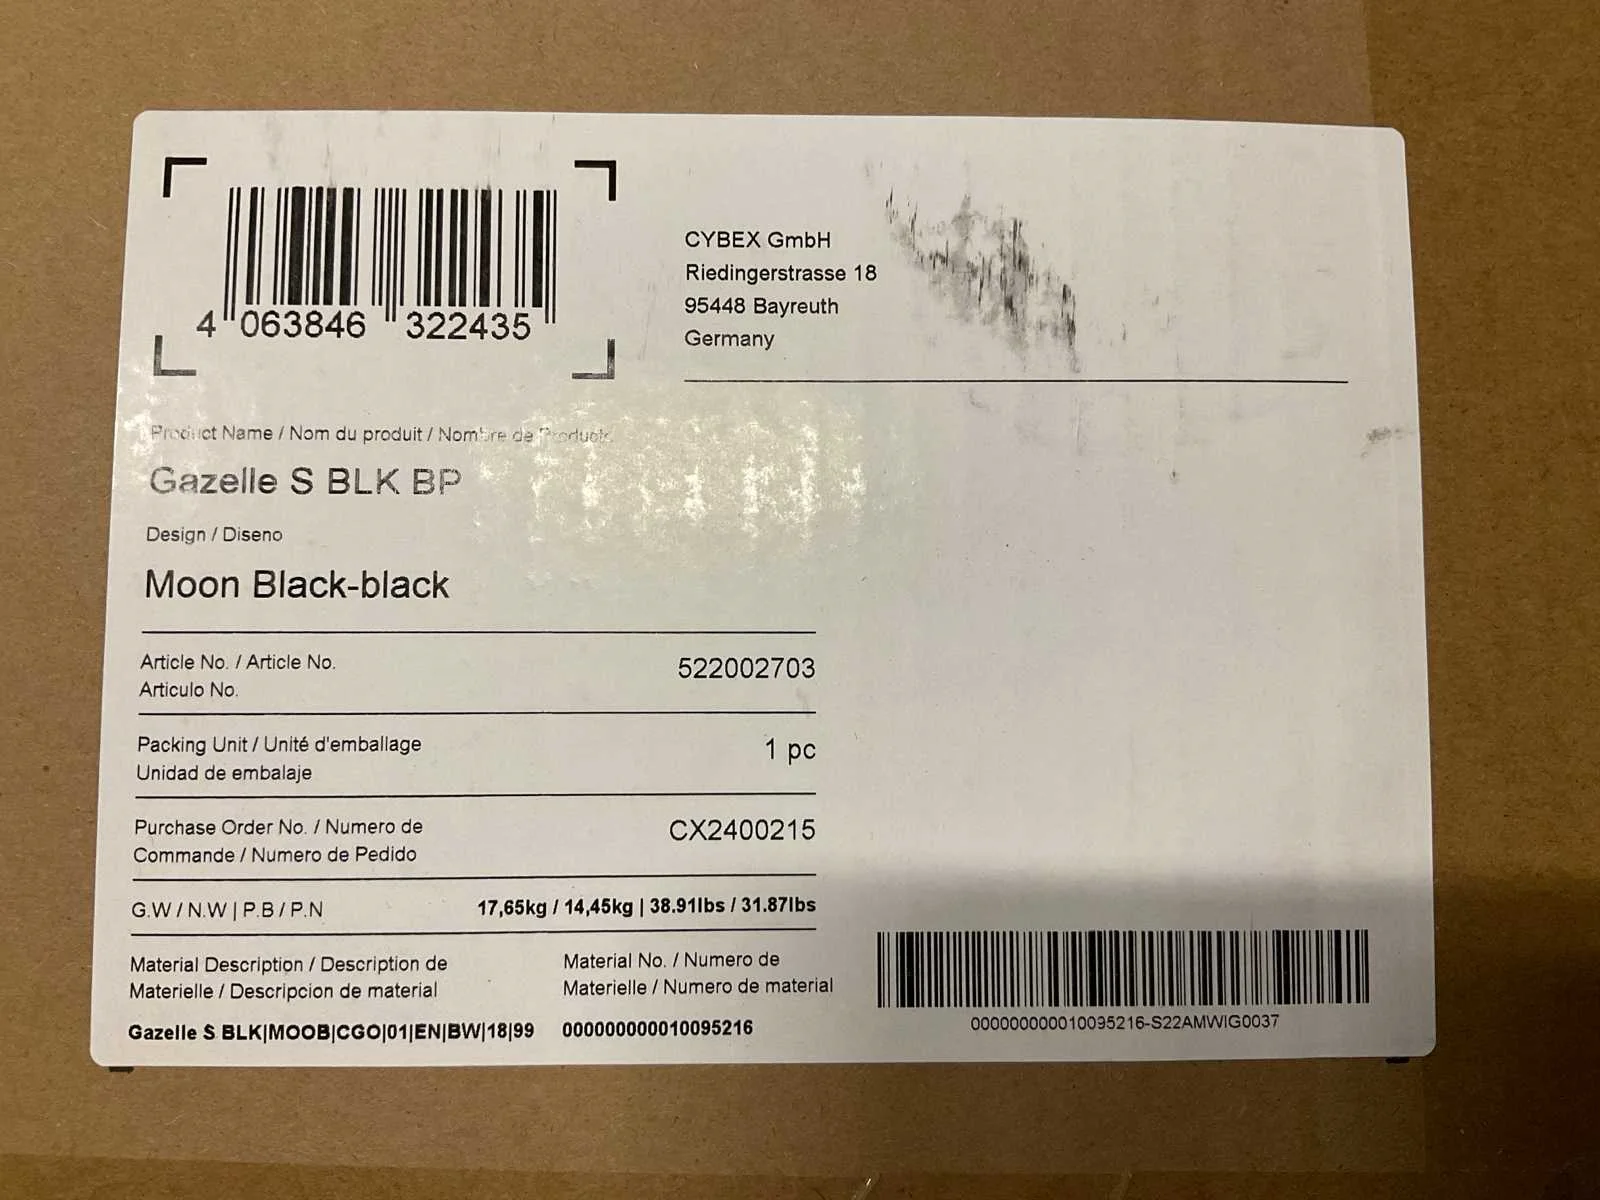 4 063846 322435
CYBEX GmbH
Riedingerstrasse 18
95448 Bayreuth
Germany
Product Name / Nom du produit / Nombre de Producto
Gazelle S BLK BP
Design / Diseno
Moon Black-black
Article No. / Article No.
Articulo No.
522002703
Packing Unit / Unité d'emballage
Unidad de embalaje
1 pc
Purchase Order No. / Numero de
Commande / Numero de Pedido
CX2400215
G.W / N.W | P.B / P.N
17,65kg / 14,45kg | 38.91lbs / 31.87lbs
Material Description / Description de
Materielle / Descripcion de material
Gazelle S BLK|MOOB|CGO|01|EN|BW|18|99
Material No. / Numero de
Materielle / Numero de material
000000000010095216
000000000010095216-S22AMWIG0037